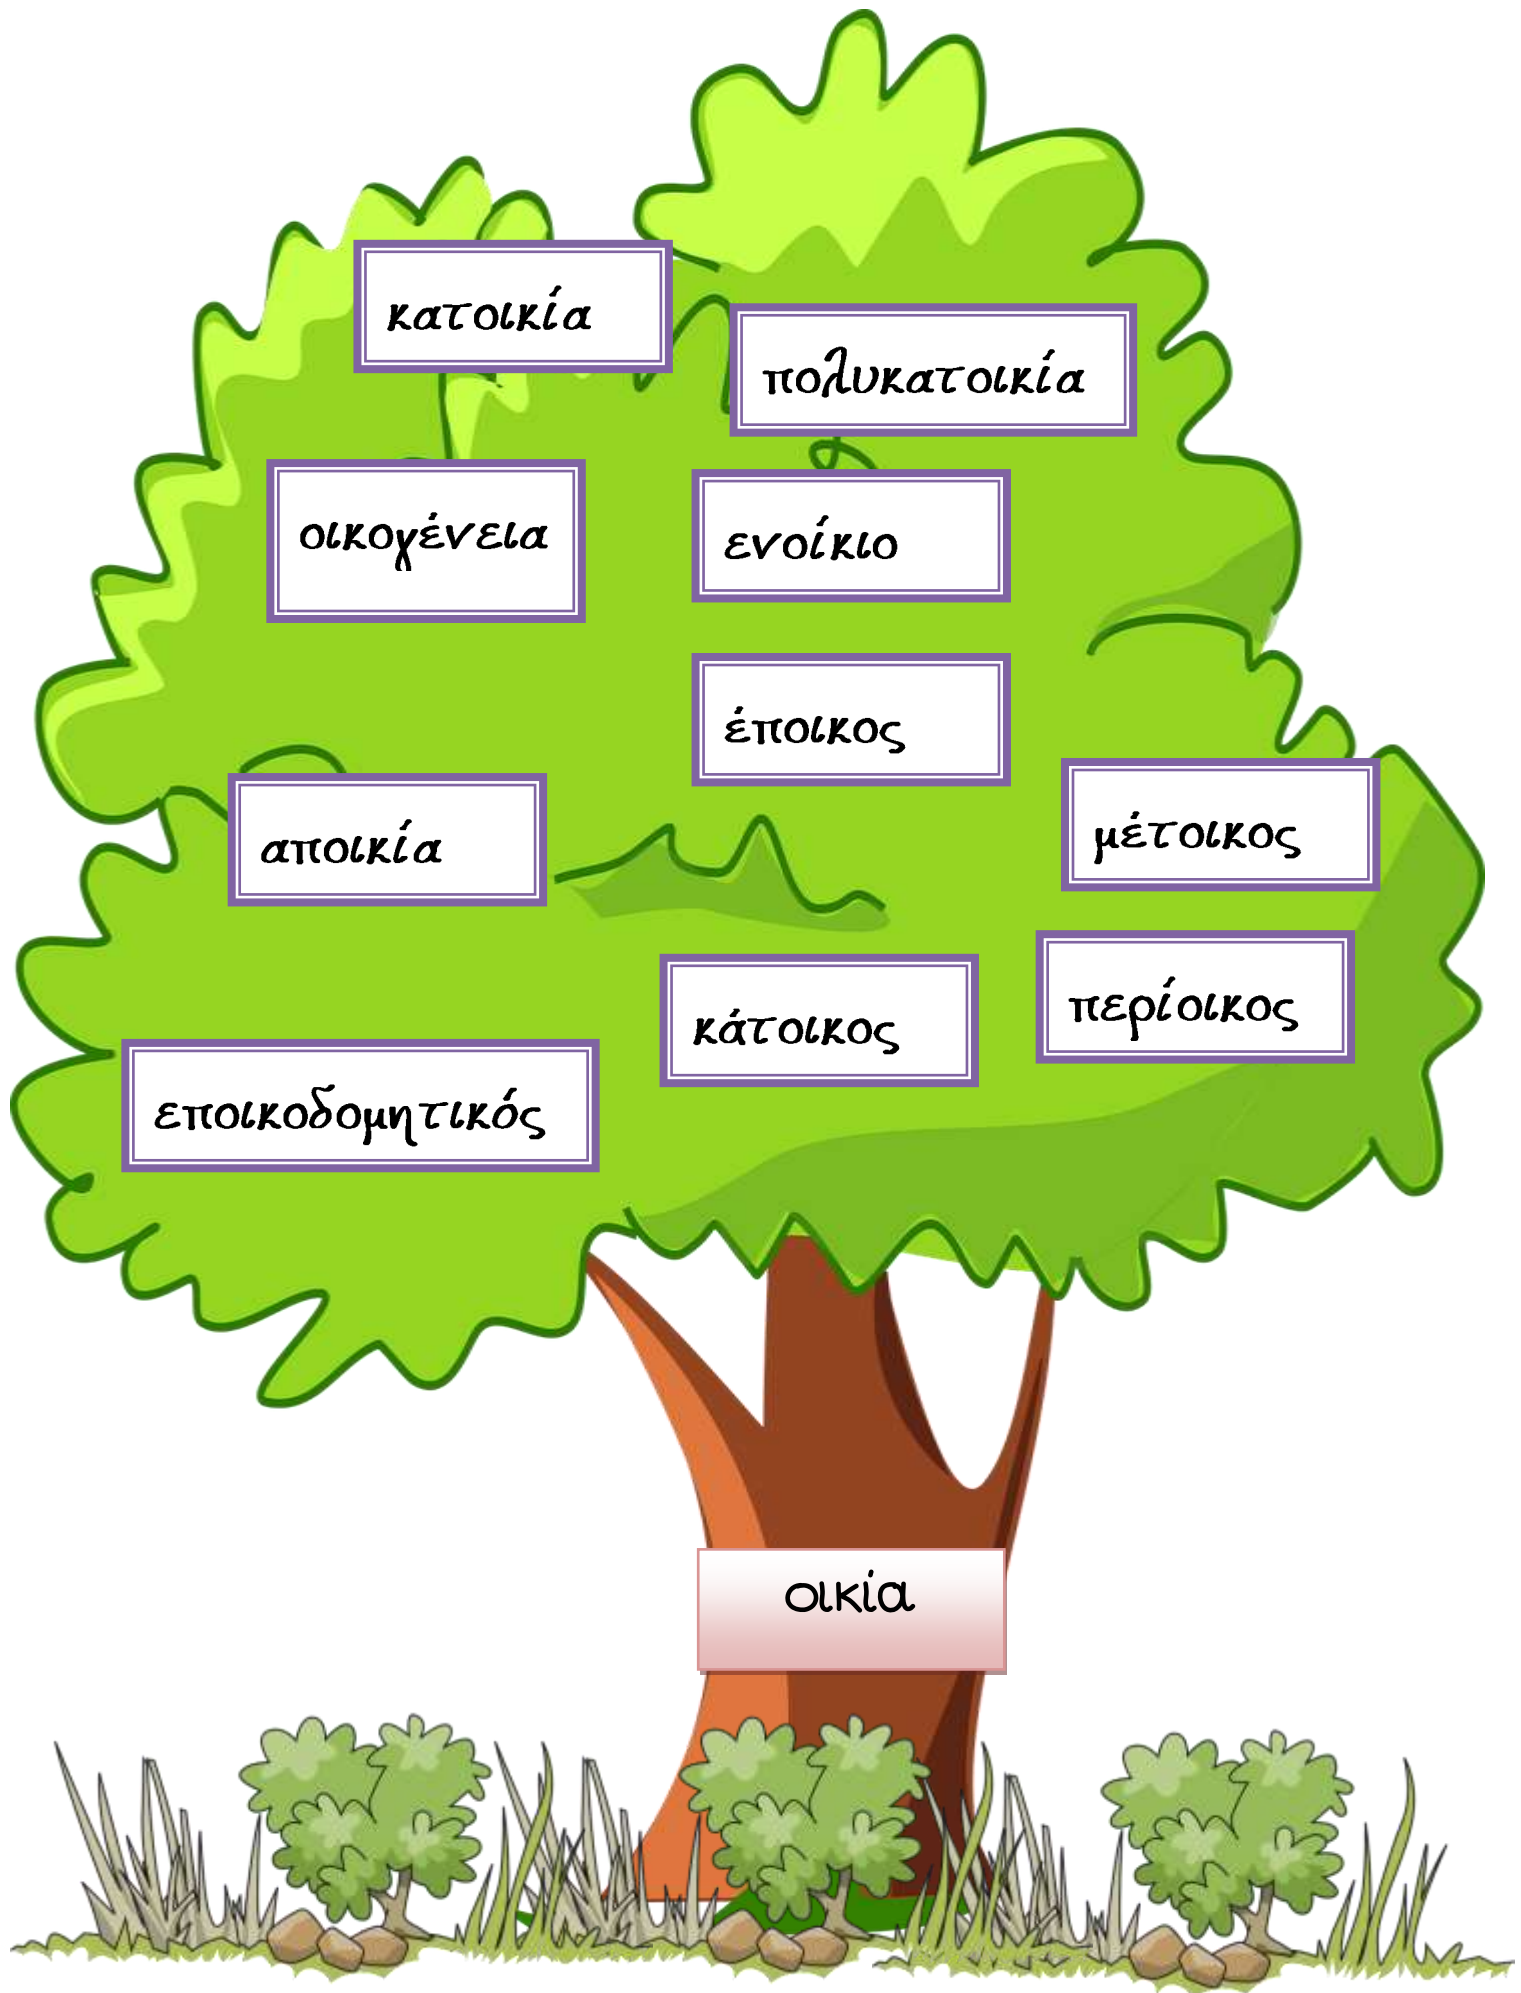 κατοικία
πολυκατοικία
οικογένεια
ενοίκιο
έποικος
αποικία
μέτοικος
περίοικος
κάτοικος
εποικοδομητικός
οικία